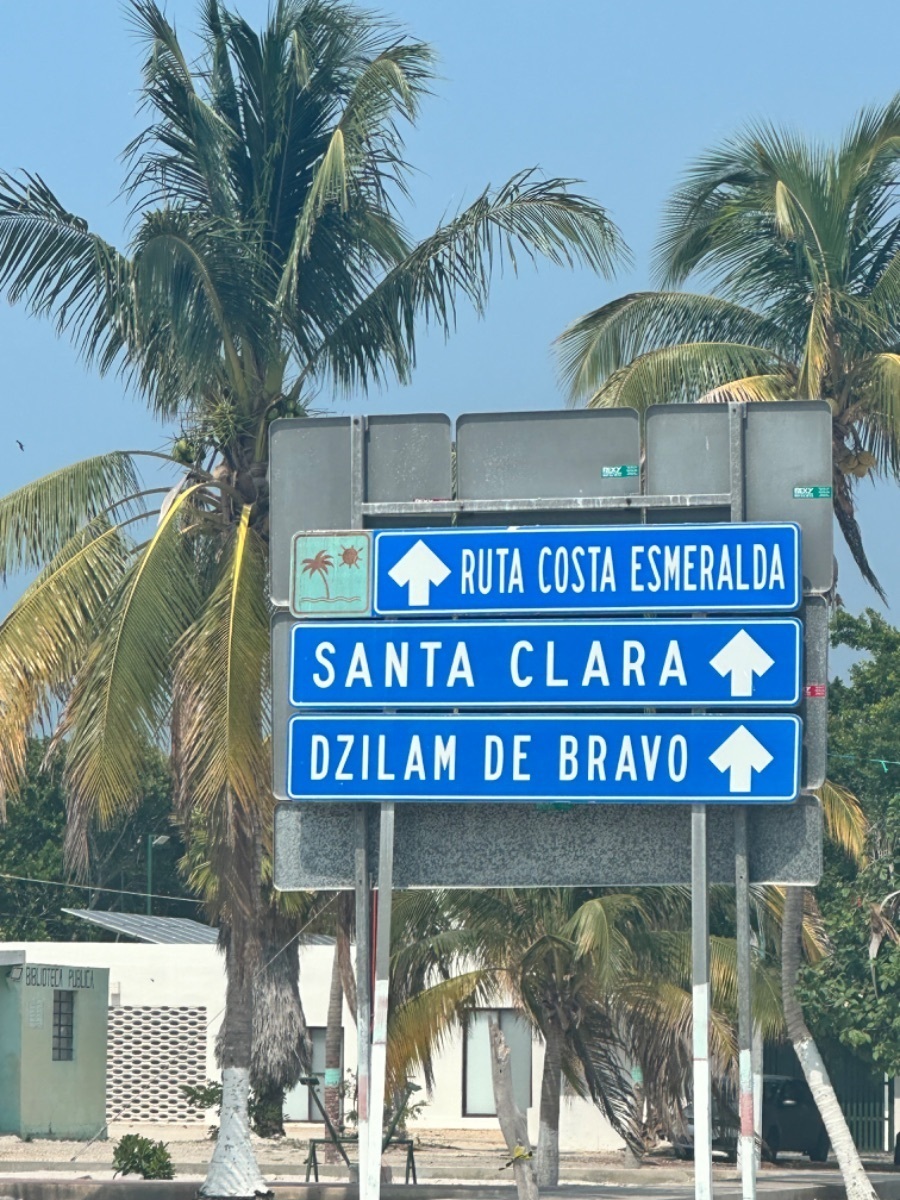 RUTA COSTA ESMERALDA
SANTA CLARA
DZILAM DE BRAVO
BIBLIOTECA PUBLICA